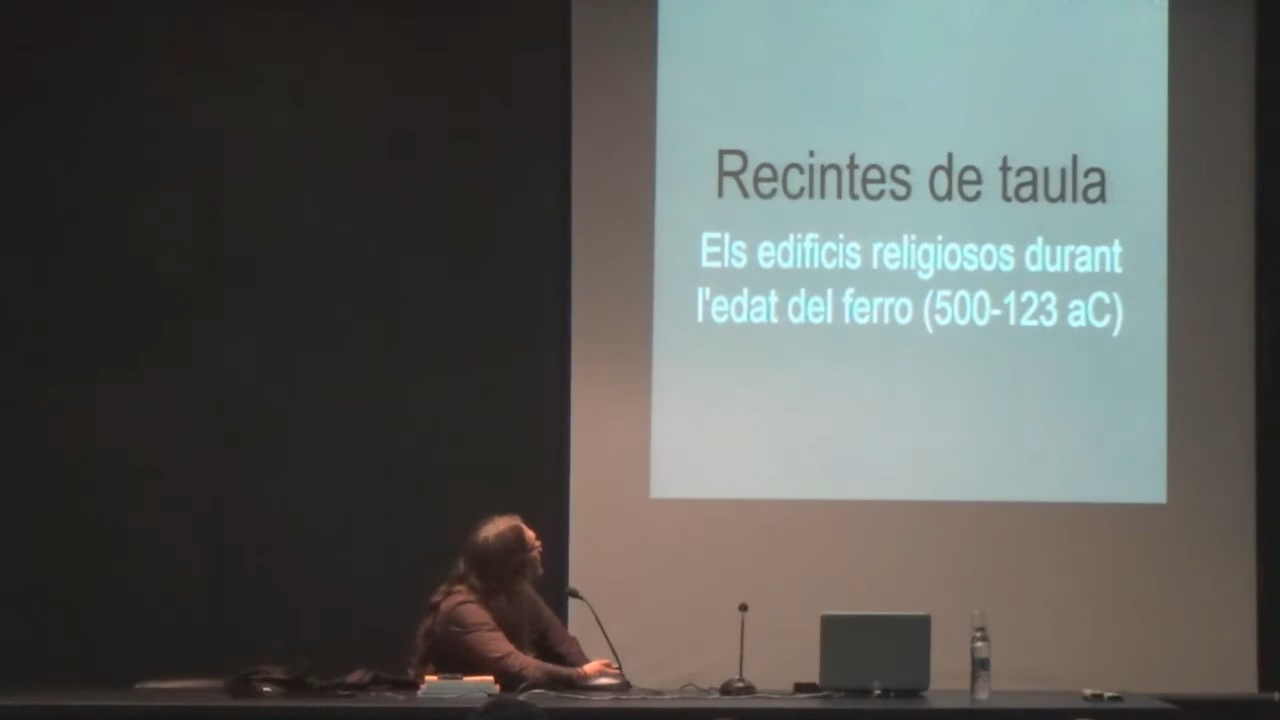 Recintes de taula
Els edificis religiosos durant
l'edat del ferro (500-123 aC)